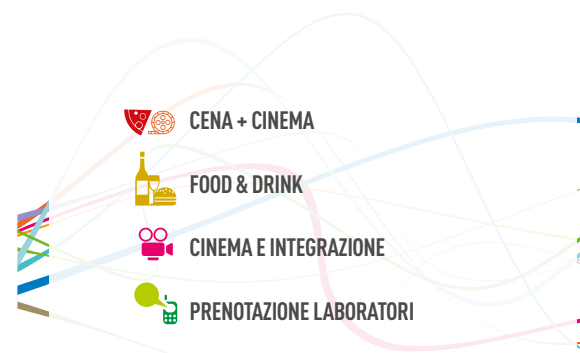 CENA + CINEMA
FOOD & DRINK
CINEMA E INTEGRAZIONE
PRENOTAZIONE LABORATORI